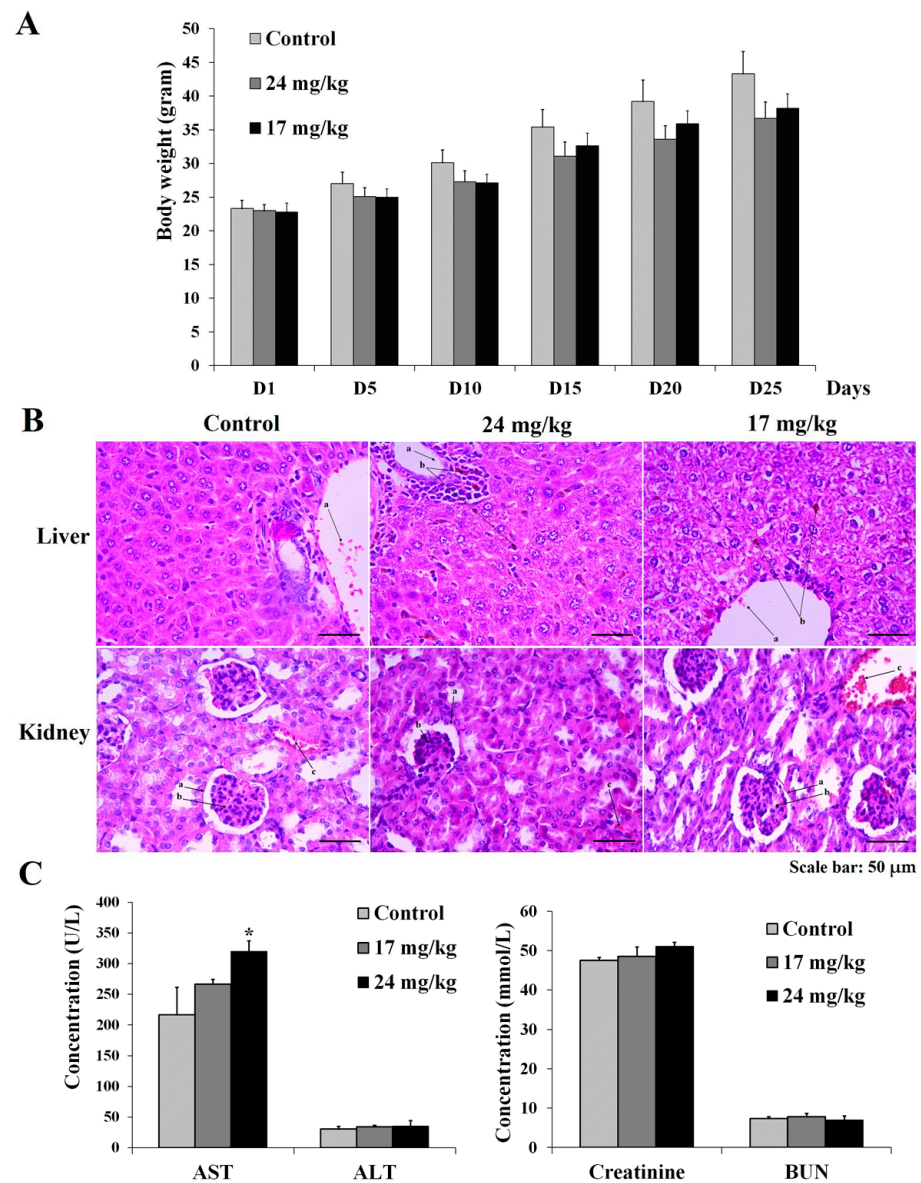 A
Body weight (gram)
50
45
40
35
30
25
20
15
10
5
0
Control
24 mg/kg
17 mg/kg
D1 D5 D10 D15 D20 D25 Days
B
Control 24 mg/kg 17 mg/kg
Liver
a
a
b
a
b
Kidney
a
b
c
a
b
c
a
b
c
Scale bar: 50 μm
C
Concentration (U/L)
400
350
300
250
200
150
100
50
0
Control
17 mg/kg
24 mg/kg
*
AST ALT
Concentration (mmol/L)
60
50
40
30
20
10
0
Control
17 mg/kg
24 mg/kg
Creatinine BUN